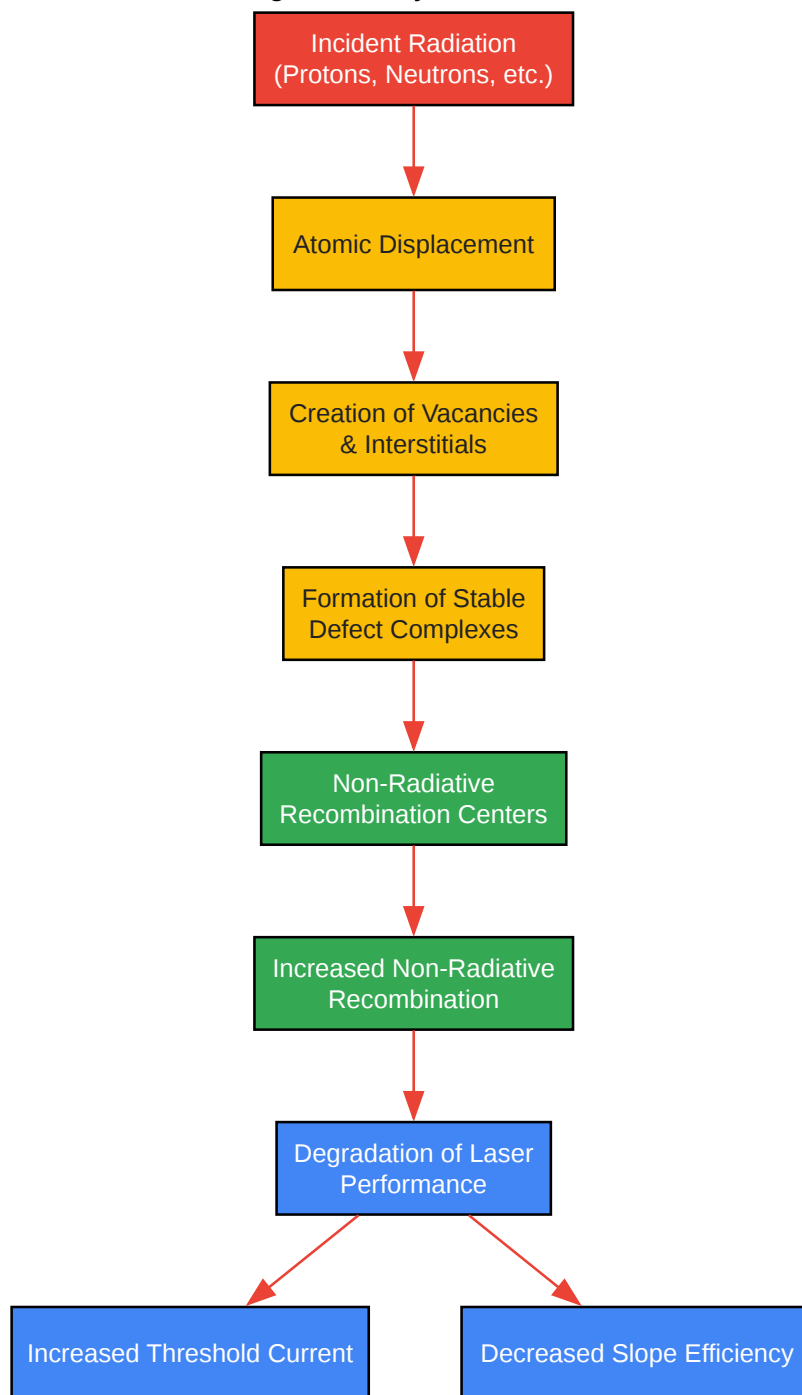 Incident Radiation
(Protons, Neutrons, etc.)
Atomic Displacement
Creation of Vacancies
& Interstitials
Formation of Stable
Defect Complexes
Non-Radiative
Recombination Centers
Increased Non-Radiative
Recombination
Degradation of Laser
Performance
Increased Threshold Current
Decreased Slope Efficiency